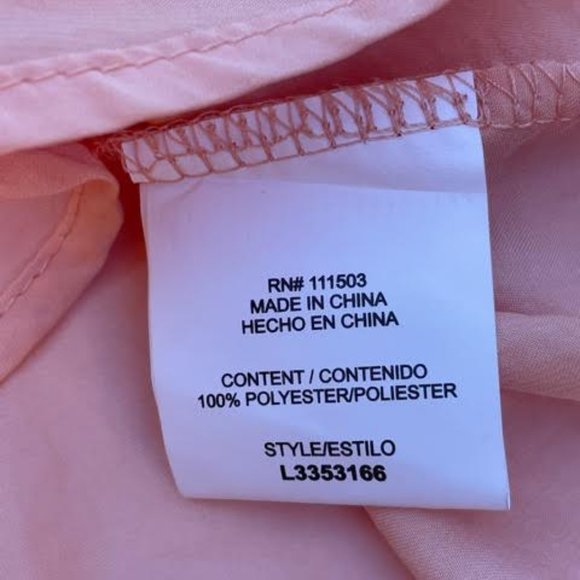 RN# 111503
MADE IN CHINA
HECHO EN CHINA
CONTENT / CONTENIDO
100% POLYESTER/POLIESTER
STYLE/ESTILO
L3353166